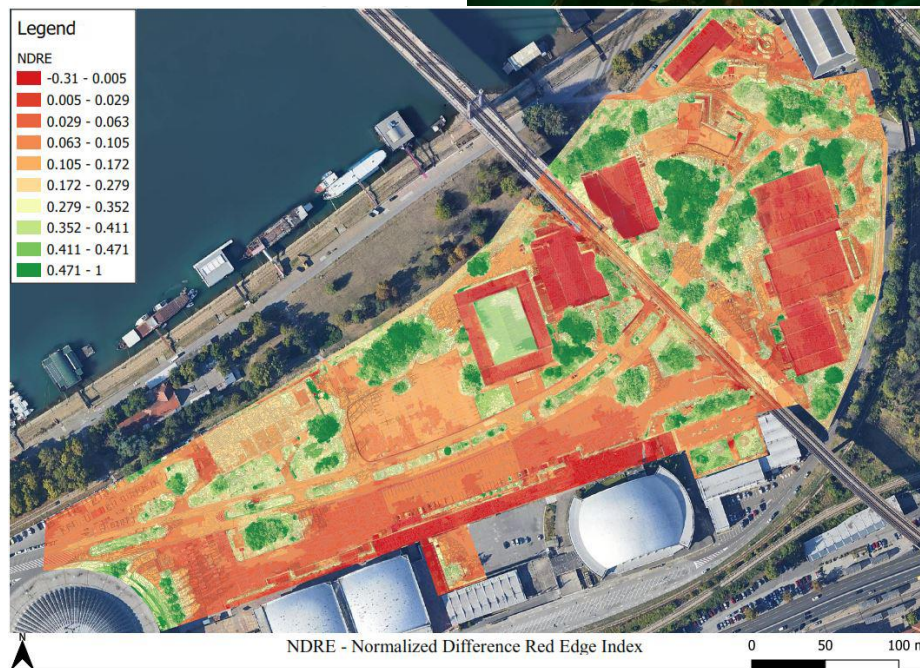 Legend
NDRE
-0.31 - 0.005
0.005 - 0.029
0.029 - 0.063
0.063 - 0.105
0.105 - 0.172
0.172 - 0.279
0.279 - 0.352
0.352 - 0.411
0.411 - 0.471
0.471 - 1
N
NDRE - Normalized Difference Red Edge Index
0 50 100 m